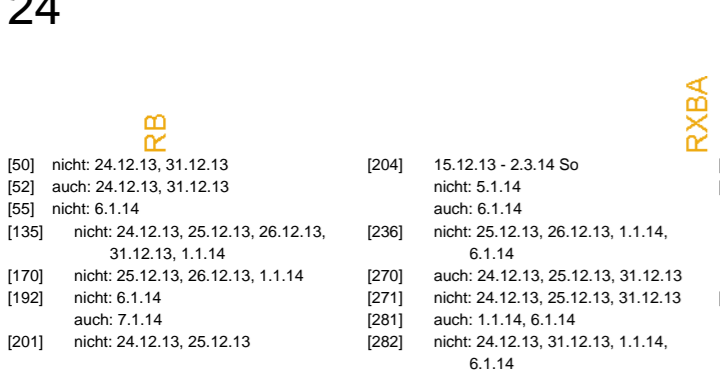 24
RB
[50] nicht: 24.12.13, 31.12.13
[52] auch: 24.12.13, 31.12.13
[55] nicht: 6.1.14
[135] nicht: 24.12.13, 25.12.13, 26.12.13,
31.12.13, 1.1.14
[170] nicht: 25.12.13, 26.12.13, 1.1.14
[192] nicht: 6.1.14
auch: 7.1.14
[201] nicht: 24.12.13, 25.12.13
RXBA
[204] 15.12.13 - 2.3.14 So
nicht: 5.1.14
auch: 6.1.14
[236] nicht: 25.12.13, 26.12.13, 1.1.14,
6.1.14
[270] auch: 24.12.13, 25.12.13, 31.12.13
[271] nicht: 24.12.13, 25.12.13, 31.12.13
[281] auch: 1.1.14, 6.1.14
[282] nicht: 24.12.13, 31.12.13, 1.1.14,
6.1.14